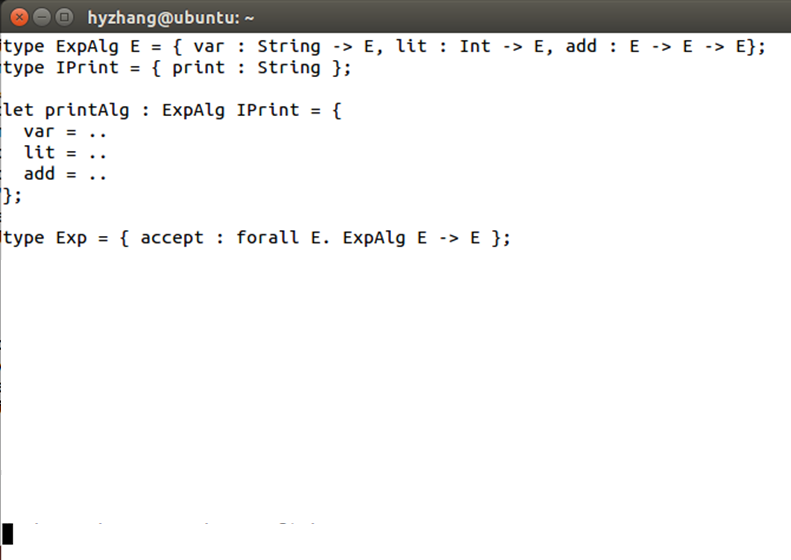 hyzhang@ubuntu: ~
type ExpAlg E = { var : String -> E, lit : Int -> E, add : E -> E -> E};
type IPrint = { print : String };
let printAlg : ExpAlg IPrint = {
  var = ..
  lit = ..
  add = ..
};
type Exp = { accept : forall E. ExpAlg E -> E };